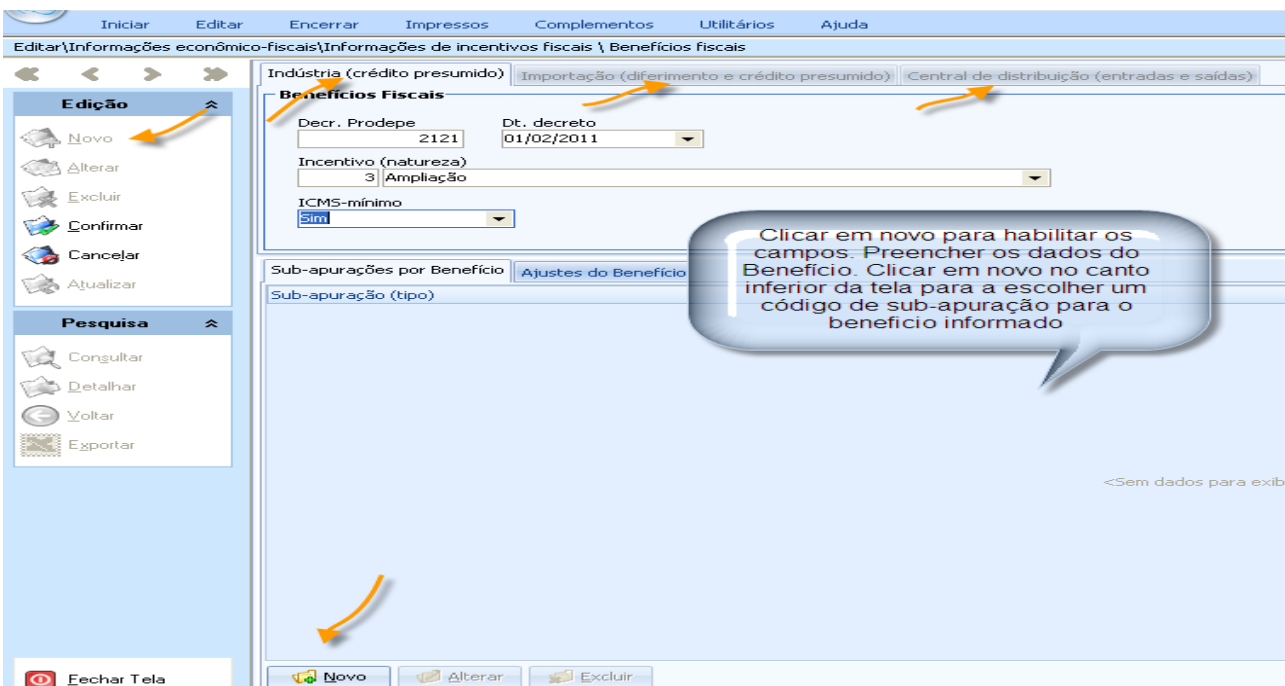 Iniciar Editar Encerrar Impressos Complementos Utilitários Ajuda
Editar\Informações econômico-fiscais\Informações de incentivos fiscais \ Benefícios fiscais
Indústria (crédito presumido) Importação (diferimento e crédito presumido) Central de distribuição (entradas e saídas)
Edição
Novo
Alterar
Excluir
Confirmar
Cancelar
Atualizar
Pesquisa
Consultar
Detalhar
Voltar
Exportar
Fechar Tela
Benefícios Fiscais
Decr. Prodepe Dt. decreto
2121 01/02/2011
Incentivo (natureza)
3 Ampliação
ICMS-mínimo
Sim
Clicar em novo para habilitar os
campos. Preencher os dados do
Benefício. Clicar em novo no canto
inferior da tela para a escolher um
código de sub-apuração para o
beneficio informado
Sub-apurações por Benefício Ajustes do Benefício
Sub-apuração (tipo)
<Sem dados para exib
Novo Alterar Excluir